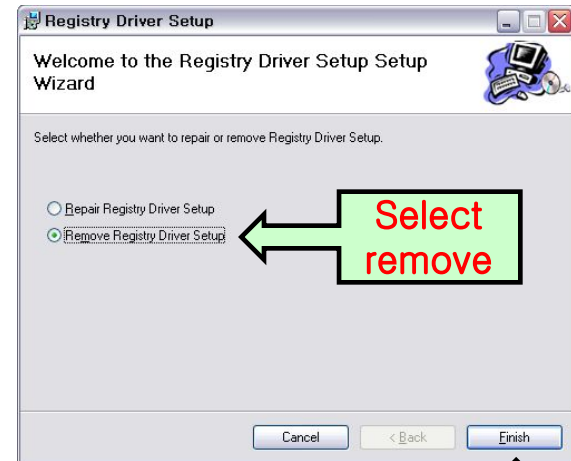 Registry Driver Setup
Welcome to the Registry Driver Setup Setup
Wizard
Select whether you want to repair or remove Registry Driver Setup.
Repair Registry Driver Setup
Remove Registry Driver Setup
Select
remove
Cancel
< Back
Finish